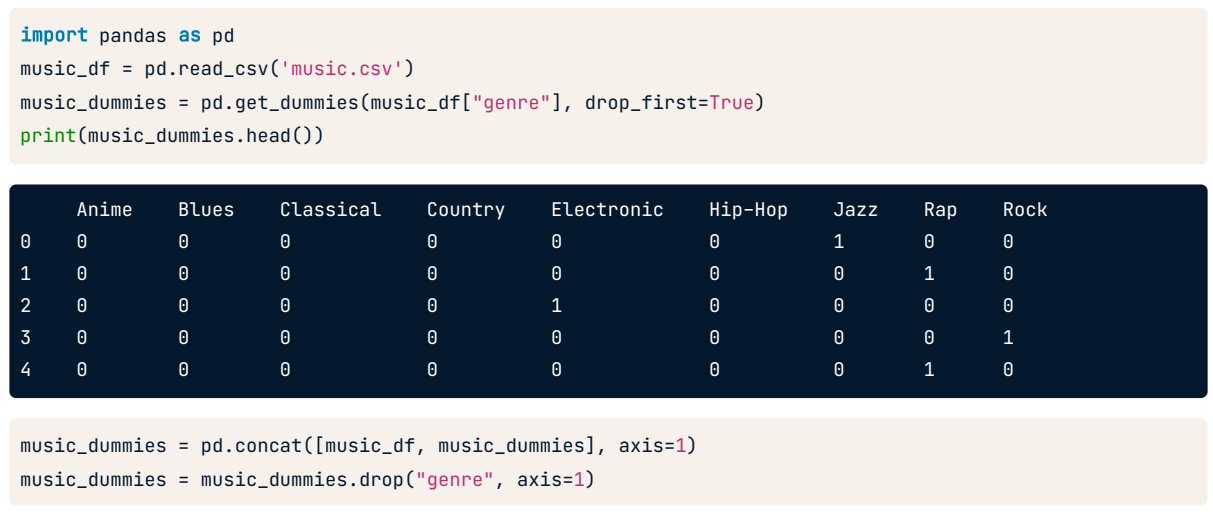 import pandas as pd
music_df = pd.read_csv('music.csv')
music_dummies = pd.get_dummies(music_df["genre"], drop_first=True)
print(music_dummies.head())
Anime Blues Classical Country Electronic Hip-Hop Jazz Rap Rock
0 0 0 0 0 0 0 1 0 0
1 0 0 0 0 0 0 0 1 0
2 0 0 0 0 1 0 0 0 0
3 0 0 0 0 0 0 0 0 1
4 0 0 0 0 0 0 0 1 0
music_dummies = pd.concat([music_df, music_dummies], axis=1)
music_dummies = music_dummies.drop("genre", axis=1)